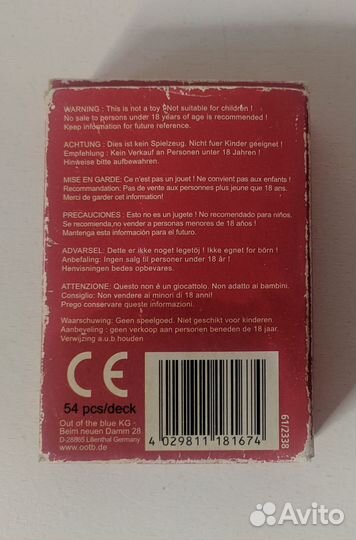 WARNING : This is not a toy ! Not suitable for children !
No sale to persons under 18 years of age is recommended !
Keep information for future reference.
ACHTUNG : Dies ist kein Spielzeug. Nicht fuer Kinder geeignet !
Empfehlung : Kein Verkauf an Personen unter 18 Jahren !
Hinweise bitte aufbewahren.
MISE EN GARDE: Ce n'est pas un jouet ! Ne convient pas aux enfants !
Recommandation: Pas de vente aux personnes plus jeune que 18 ans.
Merci de garder cet information!
PRECAUCIONES : Esto no es un jugete ! No recomendado para niños.
Se recomienda,no vender a personas menores de 18 años !
Mantenga esta información para el futuro.
ADVARSEL: Dette er ikke noget legetöj ! Ikke egnet for börn !
Anbefaling: Ingen salg til personer under 18 år !
Henvisningen bedes opbevares.
ATTENZIONE: Questo non è un giocattolo. Non adatto ai bambini.
Consiglio: Non vendere ai minori di 18 anni!
Prego conservare queste informazioni.
Waarschuwing: Geen speelgoed. Niet geschikt voor kinderen.
Aanbeveling : geen verkoop aan personen beneden de 18 jaar.
Verwijzing a.u.b.houden
CE
54 pcs/deck
Out of the blue KG
Beim neuen Damm 28
D-28865 Lilienthal Germany
www.ootb.de
4 029811 181674
61/2338
Avito